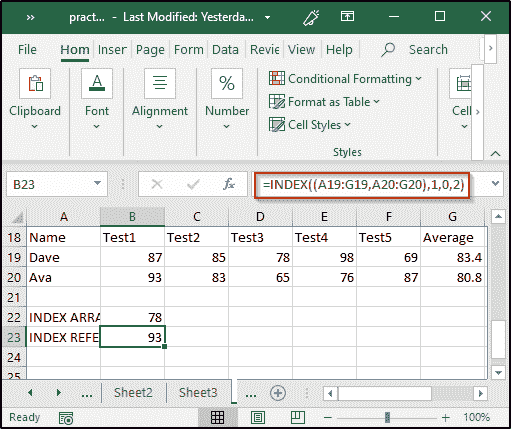 pract... • Last Modified: Yesterda...
File Hom Inser Page Form Data Revie View Search
Clipboard Font Alignment Number Conditional Formatting Format as Table Cell Styles Cell
Styles
B23 =INDEX((A19:G19,A20:G20),1,0,2)
A B C D E F G
18 Name Test1 Test2 Test3 Test4 Test5 Average
19 Dave 87 85 78 98 69 83.4
20 Ava 93 83 65 76 87 80.8
21
22 INDEX ARRA 78
23 INDEX REFE 93
24
25
... Sheet2 Sheet3 ...
Ready 100%